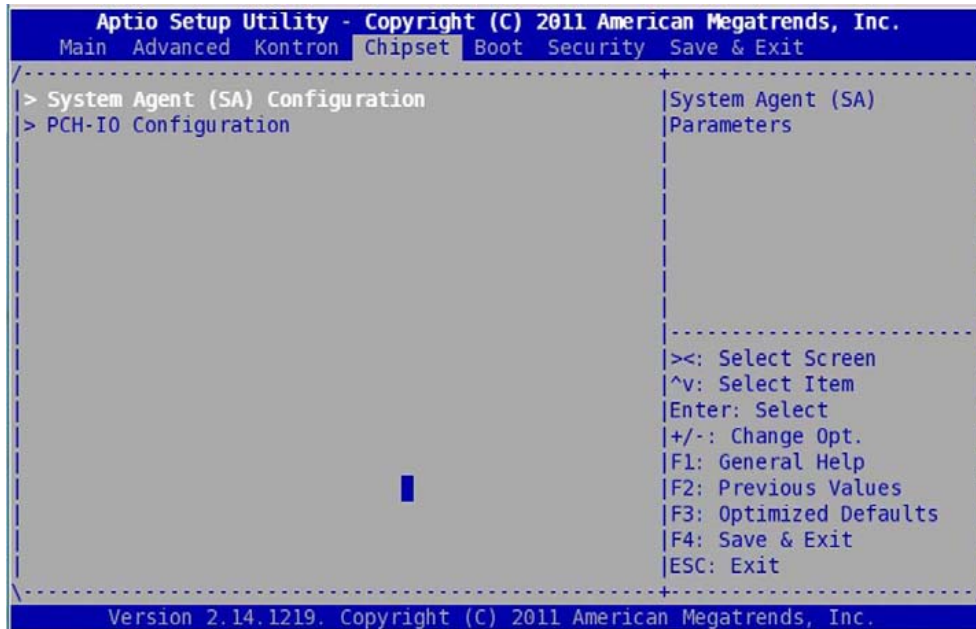 Aptio Setup Utility - Copyright (C) 2011 American Megatrends, Inc.
Main Advanced Kontron Chipset Boot Security Save & Exit
> System Agent (SA) Configuration
> PCH-IO Configuration
System Agent (SA)
Parameters
><: Select Screen
^v: Select Item
Enter: Select
+/-: Change Opt.
F1: General Help
F2: Previous Values
F3: Optimized Defaults
F4: Save & Exit
ESC: Exit
Version 2.14.1219. Copyright (C) 2011 American Megatrends, Inc.